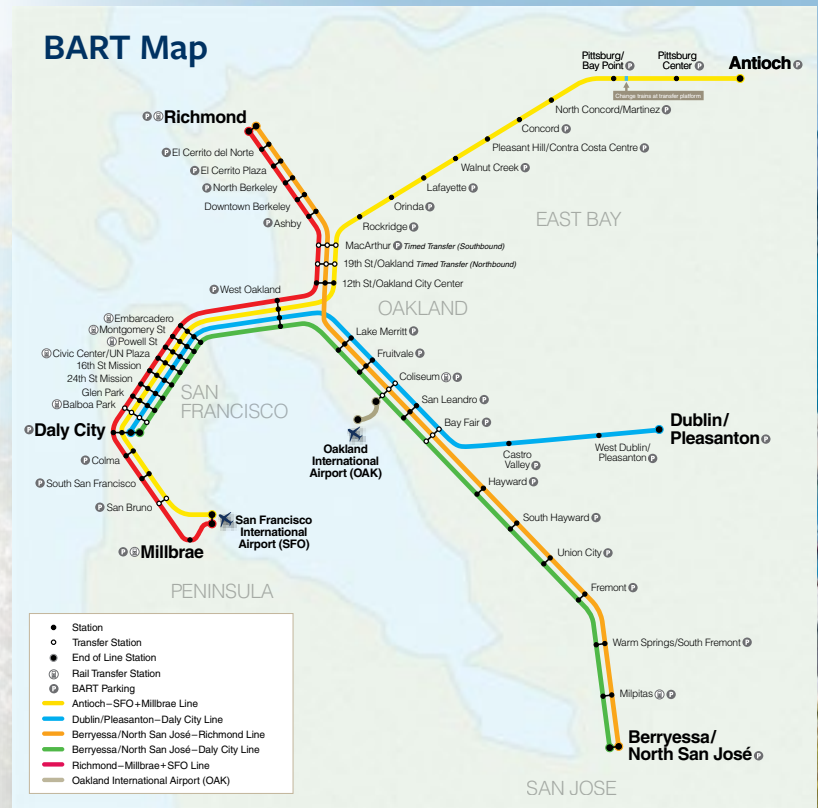 BART Map
Pittsburg/
Bay Point P
Pittsburg
Center P
Antioch P
Change trains at transfer platform
North Concord/Martinez P
Concord P
Pleasant Hill/Contra Costa Centre P
Walnut Creek P
Lafayette P
Orinda P
Rockridge P
EAST BAY
P Richmond
P El Cerrito del Norte
P El Cerrito Plaza
P North Berkeley
Downtown Berkeley
P Ashby
MacArthur P Timed Transfer (Southbound)
19th St/Oakland Timed Transfer (Northbound)
12th St/Oakland City Center
P West Oakland
OAKLAND
Embarcadero
Montgomery St
Powell St
Civic Center/UN Plaza
16th St Mission
24th St Mission
Glen Park
Balboa Park
P Daly City
SAN
FRANCISCO
Lake Merritt P
Fruitvale P
Coliseum P
San Leandro P
Bay Fair P
Oakland
International
Airport (OAK)
Castro
Valley P
West Dublin/
Pleasanton P
Dublin/
Pleasanton P
P Colma
P South San Francisco
P San Bruno
P Millbrae
San Francisco
International
Airport (SFO)
PENINSULA
Hayward P
South Hayward P
Union City P
Fremont P
Warm Springs/South Fremont P
Milpitas P
Berryessa/
North San José P
SAN JOSE
Station
Transfer Station
End of Line Station
Rail Transfer Station
P BART Parking
Antioch–SFO+Millbrae Line
Dublin/Pleasanton–Daly City Line
Berryessa/North San José–Richmond Line
Berryessa/North San José–Daly City Line
Richmond–Millbrae+SFO Line
Oakland International Airport (OAK)